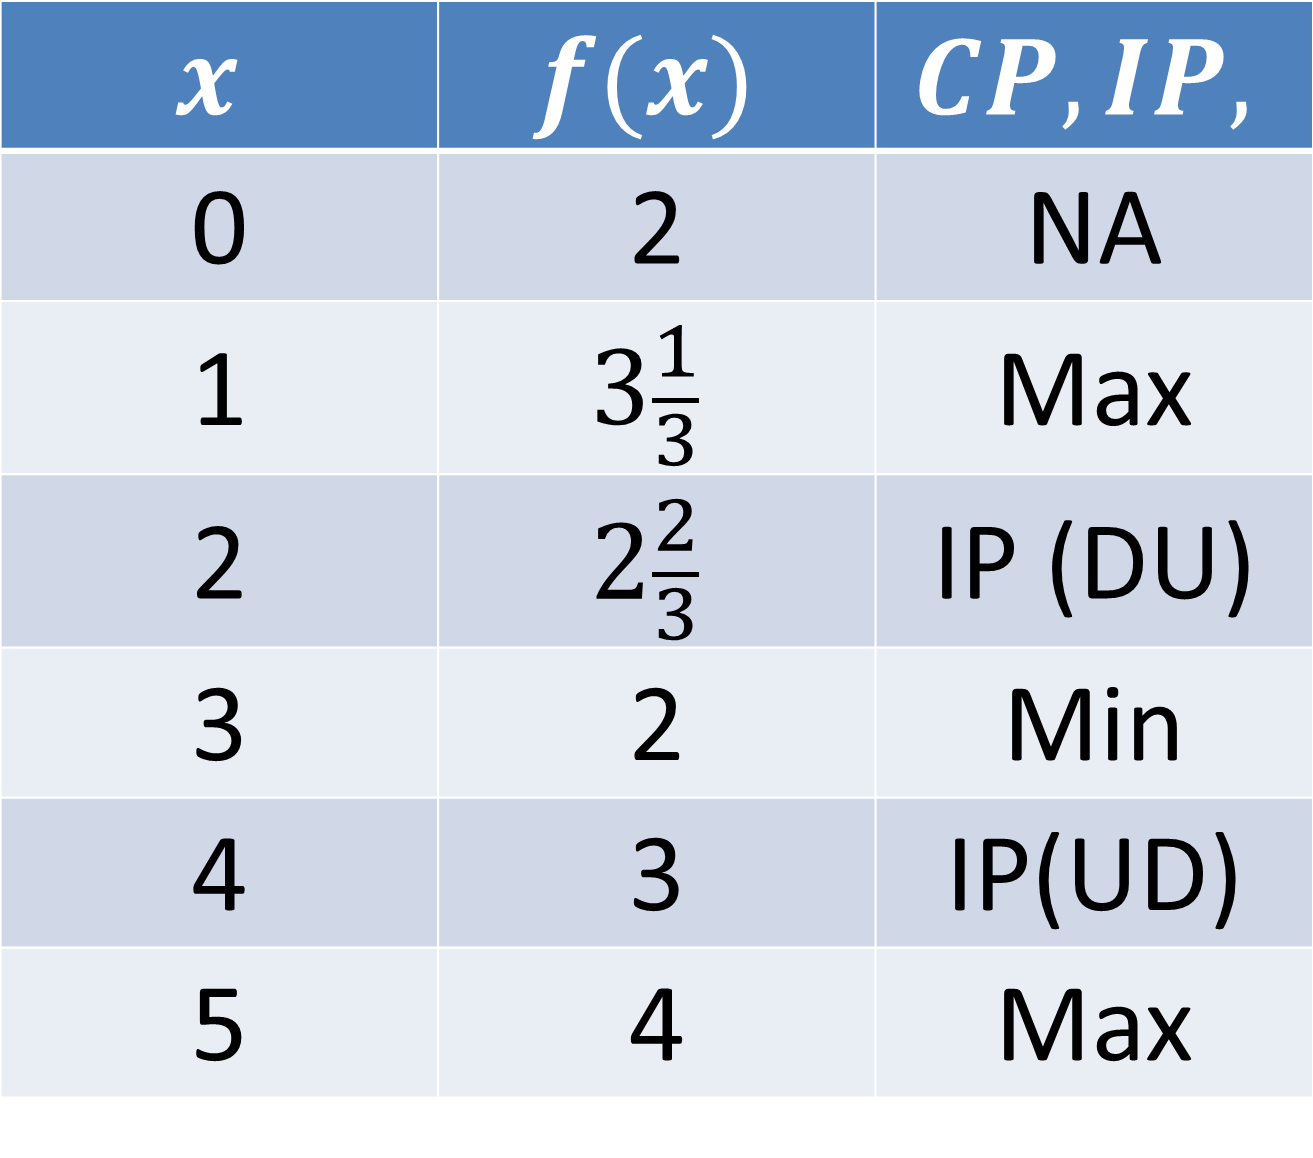 x f(x) CP, IP,
0 2 NA
1 3 1/3 Max
2 2 2/3 IP (DU)
3 2 Min
4 3 IP(UD)
5 4 Max